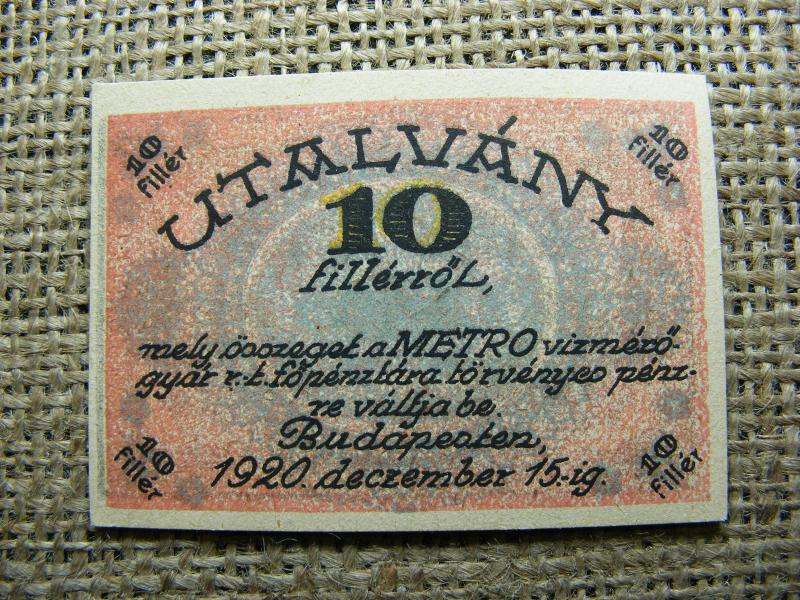 10 fillér
10 fillér
UTALVÁNY
10
fillérről,
mely összeget a METRO vizmérő-
gyár r.t. főpénztára törvényes pénz-
re váltja be.
Budapesten,
1920. deczember 15.-ig.
10 fillér
10 fillér